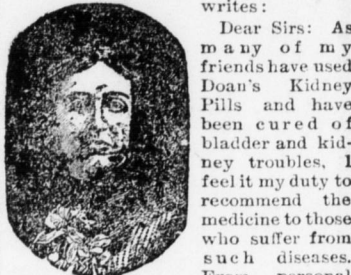 writes:
Dear Sirs: As
many of my
friends have used
Doan's Kidney
Pills and have
been cured of
bladder and kid-
ney troubles, I
feel it my duty to
recommend the
medicine to those
who suffer from
such diseases.
From personal